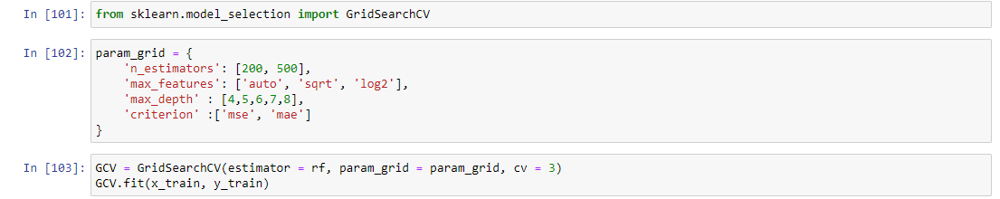 In [101]: from sklearn.model_selection import GridSearchCV
In [102]: param_grid = {
    'n_estimators': [200, 500],
    'max_features': ['auto', 'sqrt', 'log2'],
    'max_depth' : [4,5,6,7,8],
    'criterion' :['mse', 'mae']
}
In [103]: GCV = GridSearchCV(estimator = rf, param_grid = param_grid, cv = 3)
GCV.fit(x_train, y_train)